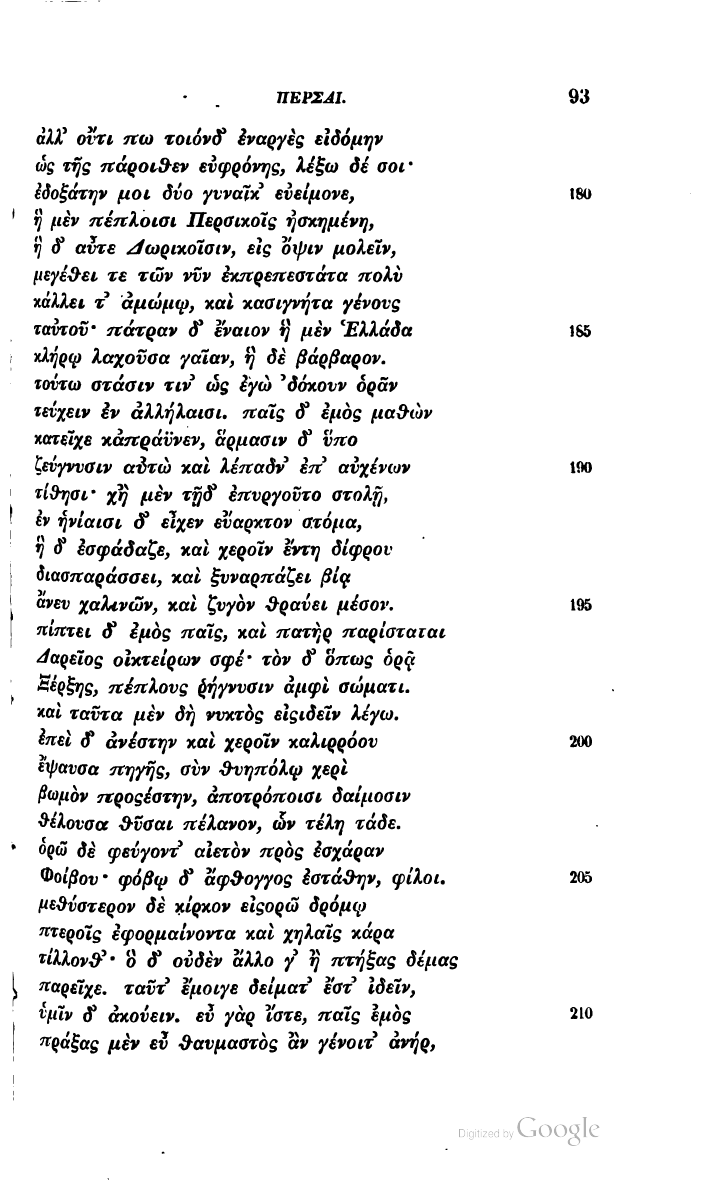 ΠΕΡΣΑΙ. 93
ἀλλ' οὔτι πω τοιόνδ' ἐναργὲς εἰδόμην
ὡς τῆς πάροιθεν εὐφρόνης, λέξω δέ σοι·
ἐδοξάτην μοι δύο γυναῖκ' εὐείμονε, 180
ἣ μὲν πέπλοισι Περσικοῖς ἠσκημένη,
ἣ δ' αὖτε Δωρικοῖσιν, εἰς ὄψιν μολεῖν,
μεγέθει τε τῶν νῦν ἐκπρεπεστάτα πολὺ
κάλλει τ' ἀμώμῳ, καὶ κασιγνήτα γένους
ταὐτοῦ· πάτραν δ' ἔναιον ἣ μὲν Ἑλλάδα 185
κλήρῳ λαχοῦσα γαῖαν, ἣ δὲ βάρβαρον.
τούτω στάσιν τιν' ὡς ἐγὼ 'δόκουν ὁρᾶν
τεύχειν ἐν ἀλλήλαισι. παῖς δ' ἐμὸς μαθὼν
κατεῖχε κἀπράϋνεν, ἅρμασιν δ' ὕπο
ζεύγνυσιν αὐτὼ καὶ λέπαδν' ἐπ' αὐχένων 190
τίθησι· χἣ μὲν τῇδ' ἐπυργοῦτο στολῇ,
ἐν ἡνίαισι δ' εἶχεν εὔαρκτον στόμα,
ἣ δ' ἐσφάδαζε, καὶ χεροῖν ἔντη δίφρου
διασπαράσσει, καὶ ξυναρπάζει βίᾳ
ἄνευ χαλινῶν, καὶ ζυγὸν θραύει μέσον. 195
πίπτει δ' ἐμὸς παῖς, καὶ πατὴρ παρίσταται
Δαρεῖος οἰκτείρων σφέ· τὸν δ' ὅπως ὁρᾷ
Ξέρξης, πέπλους ῥήγνυσιν ἀμφὶ σώματι.
καὶ ταῦτα μὲν δὴ νυκτὸς εἰςιδεῖν λέγω.
ἐπεὶ δ' ἀνέστην καὶ χεροῖν καλιρρόου 200
ἔψαυσα πηγῆς, σὺν θυηπόλῳ χερὶ
βωμὸν προςέστην, ἀποτρόποισι δαίμοσιν
θέλουσα θῦσαι πέλανον, ὧν τέλη τάδε.
ὁρῶ δὲ φεύγοντ' αἰετὸν πρὸς ἐσχάραν
Φοίβου· φόβῳ δ' ἄφθογγος ἐστάθην, φίλοι. 205
μεθύστερον δὲ κίρκον εἰςορῶ δρόμῳ
πτεροῖς ἐφορμαίνοντα καὶ χηλαῖς κάρα
τίλλονθ'· ὃ δ' οὐδὲν ἄλλο γ' ἢ πτήξας δέμας
παρεῖχε. ταῦτ' ἔμοιγε δείματ' ἔστ' ἰδεῖν,
ὑμῖν δ' ἀκούειν. εὖ γὰρ ἴστε, παῖς ἐμὸς 210
πράξας μὲν εὖ θαυμαστὸς ἂν γένοιτ' ἀνήρ,
Digitized by Google